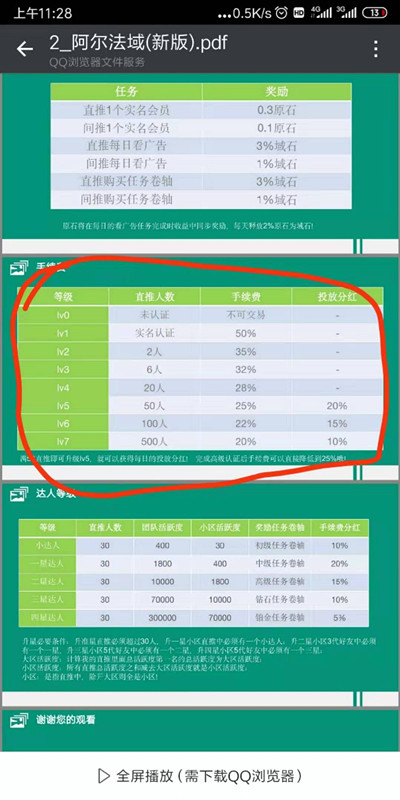 上午11:28
...0.5K/s
HD
4G
3G
13
2_阿尔法域(新版).pdf
QQ浏览器文件服务
任务 奖励
直推1个实名会员 0.3原石
间推1个实名会员 0.1原石
直推每日看广告 3%域石
间推每日看广告 1%域石
直推购买任务卷轴 3%域石
间推购买任务卷轴 1%域石
原石将在每日的看广告任务完成时收益中同步奖励，每天释放2%原石为域石!
手续费
等级 直推人数 手续费 投放分红
lv0 未认证 不可交易 -
lv1 实名认证 50% -
lv2 2人 35% -
lv3 6人 32% -
lv4 20人 28% -
lv5 50人 25% 20%
lv6 100人 22% 15%
lv7 500人 20% 10%
直推即可升级lv5，就可以获得每日的投放分红! 完成高级认证后手续费可以直接降低到25%哦!
达人等级
等级 直推人数 团队活跃度 小区活跃度 奖励任务卷轴 手续费分红
小达人 30 400 30 初级任务卷轴 10%
一星达人 30 1800 400 中级任务卷轴 20%
二星达人 30 10000 1800 高级任务卷轴 15%
三星达人 30 70000 10000 钻石任务卷轴 10%
四星达人 30 300000 70000 铂金任务卷轴 5%
升星必要条件：升准星直推必须超过30人，升一星小区直推中必须有一个小达人；升二星小区3代好友中必须
有一个一星，升三星小区5代好友中必须有一个二星，升四星小区5代好友中必须有一个三星。
大区活跃度：计算我的直推里面总活跃度第一名的总活跃度为大区活跃度；
小区活跃度：所有直推总活跃度之和减去大区活跃度就是小区活跃度；
小区：是指直推中，除开大区则全是小区!
谢谢您的观看
全屏播放（需下载QQ浏览器）